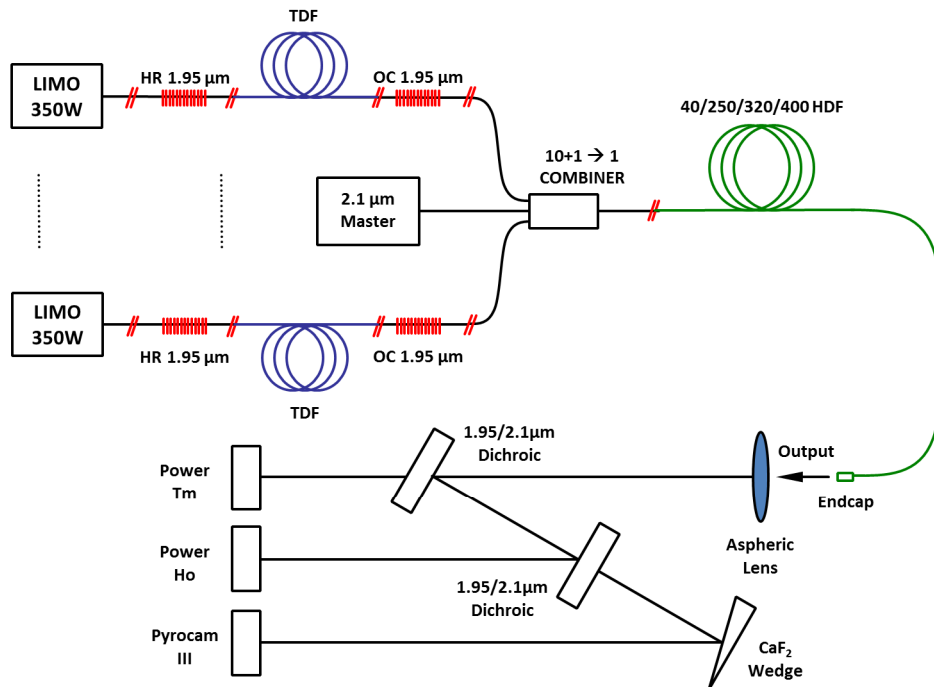 TDF
LIMO
350W
HR 1.95 µm
OC 1.95 µm
40/250/320/400 HDF
10+1 → 1
COMBINER
2.1 µm
Master
LIMO
350W
HR 1.95 µm
OC 1.95 µm
TDF
1.95/2.1µm
Dichroic
Output
Power
Tm
Endcap
Aspheric
Lens
Power
Ho
1.95/2.1µm
Dichroic
Pyrocam
III
CaF₂
Wedge